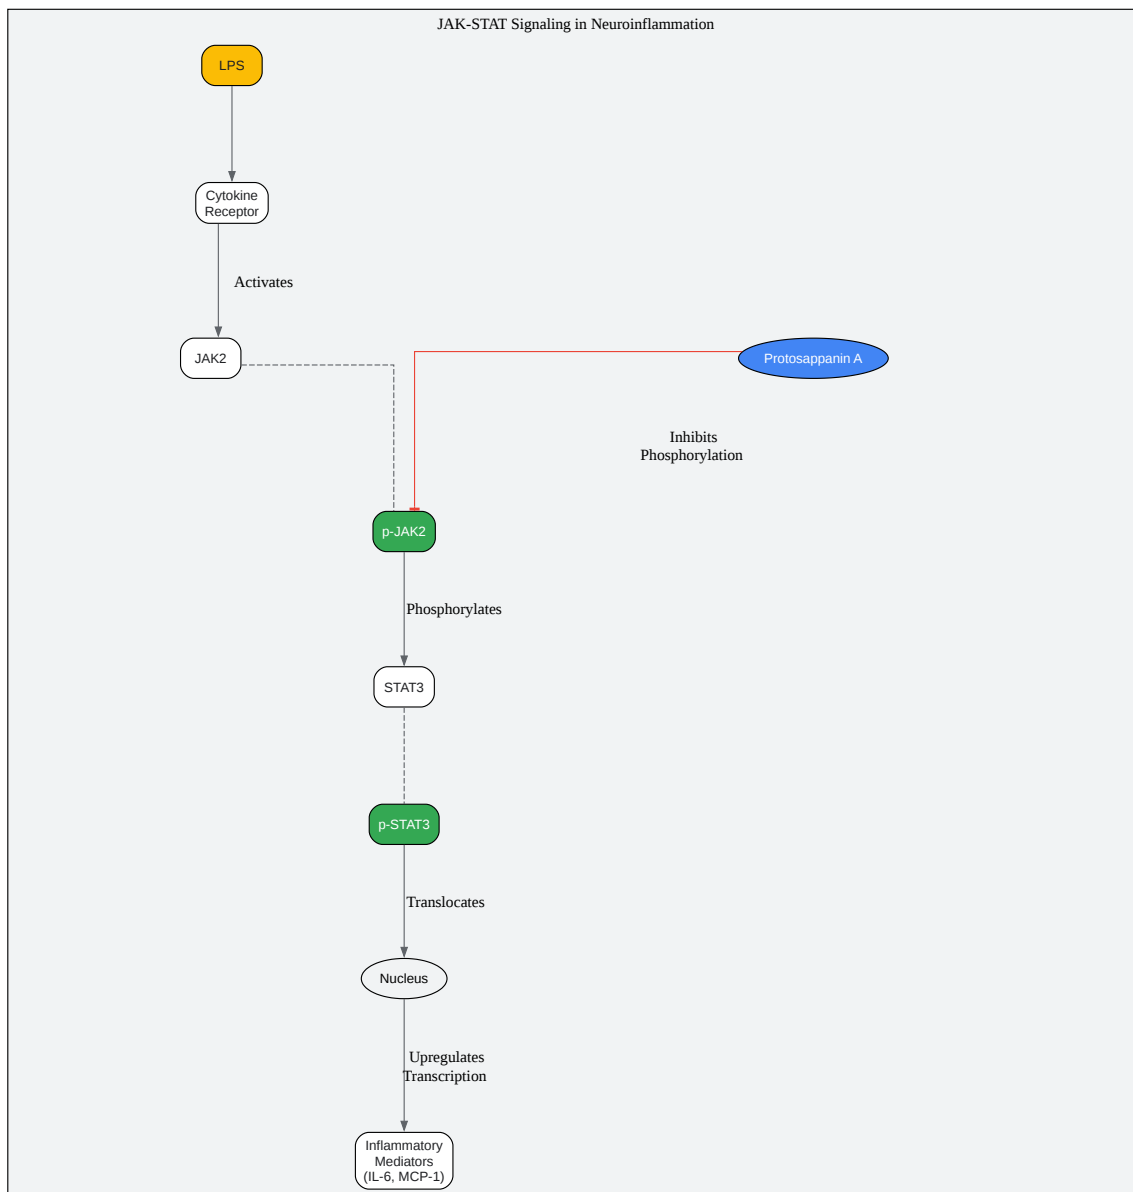 JAK-STAT Signaling in Neuroinflammation
LPS
Cytokine
Receptor
Activates
JAK2
Protosappanin A
Inhibits
Phosphorylation
p-JAK2
Phosphorylates
STAT3
p-STAT3
Translocates
Nucleus
Upregulates
Transcription
Inflammatory
Mediators
(IL-6, MCP-1)